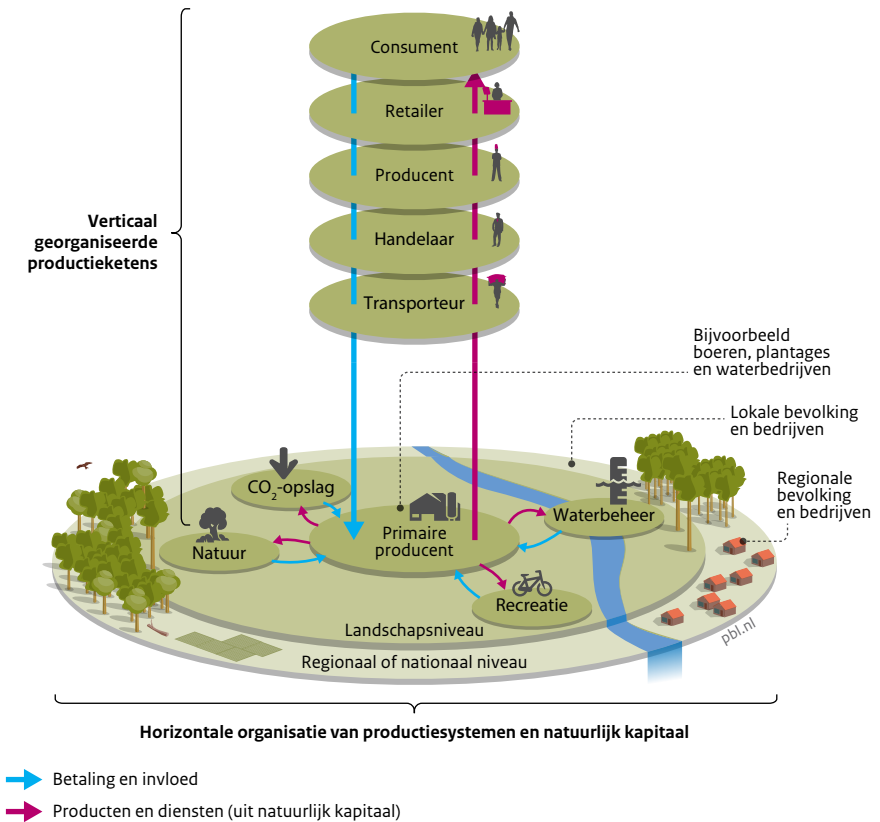 Consument
Retailer
Producent
Handelaar
Transporteur
Verticaal
georganiseerde
productieketens
Bijvoorbeeld
boeren, plantages
en waterbedrijven
Lokale bevolking
en bedrijven
Regionale
bevolking
en bedrijven
CO₂-opslag
Natuur
Primaire
producent
Waterbeheer
Recreatie
Landschapsniveau
Regionaal of nationaal niveau
pbl.nl
Horizontale organisatie van productiesystemen en natuurlijk kapitaal
Betaling en invloed
Producten en diensten (uit natuurlijk kapitaal)